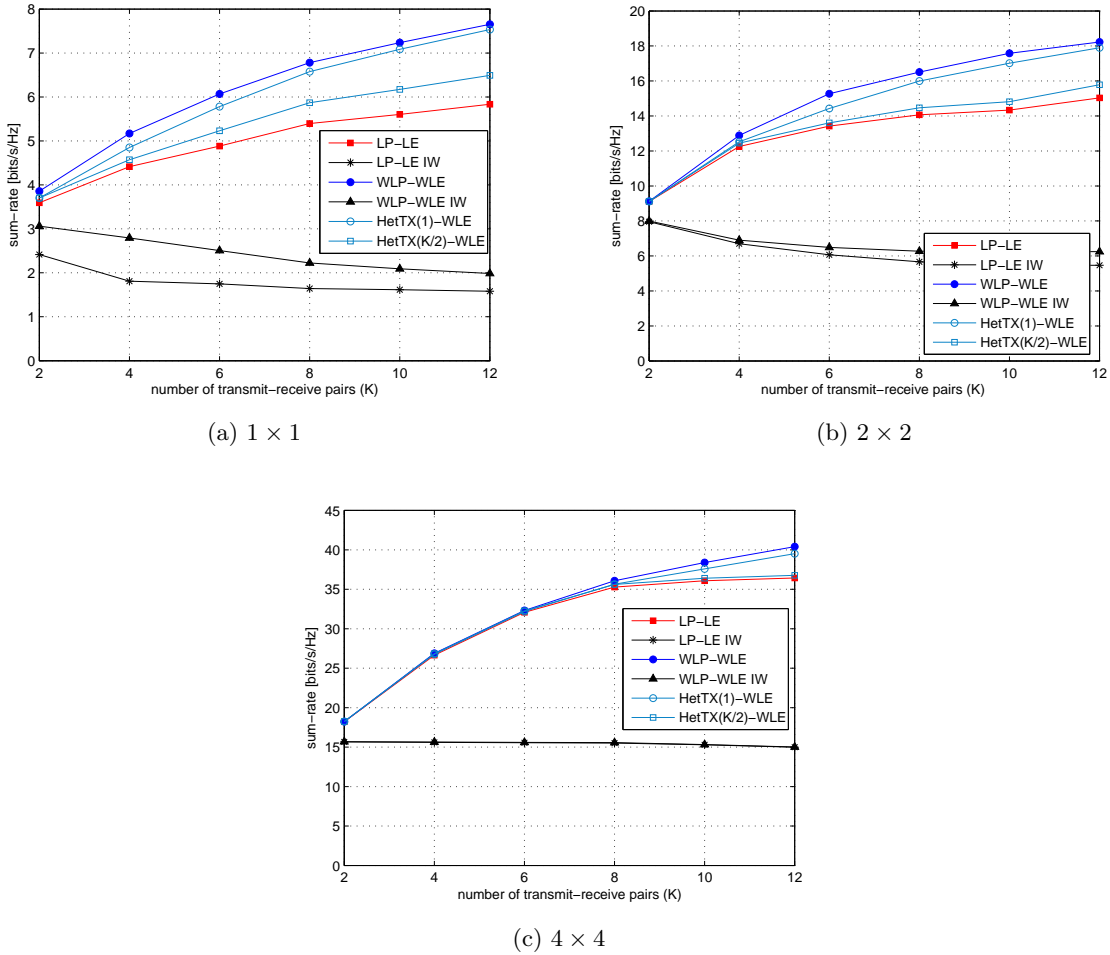 8
7
6
5
4
3
2
1
0
sum−rate [bits/s/Hz]
2 4 6 8 10 12
number of transmit−receive pairs (K)
LP−LE
LP−LE IW
WLP−WLE
WLP−WLE IW
HetTX(1)−WLE
HetTX(K/2)−WLE
(a) 1 × 1
20
18
16
14
12
10
8
6
4
2
0
sum−rate [bits/s/Hz]
2 4 6 8 10 12
number of transmit−receive pairs (K)
LP−LE
LP−LE IW
WLP−WLE
WLP−WLE IW
HetTX(1)−WLE
HetTX(K/2)−WLE
(b) 2 × 2
45
40
35
30
25
20
15
10
5
0
sum−rate [bits/s/Hz]
2 4 6 8 10 12
number of transmit−receive pairs (K)
LP−LE
LP−LE IW
WLP−WLE
WLP−WLE IW
HetTX(1)−WLE
HetTX(K/2)−WLE
(c) 4 × 4